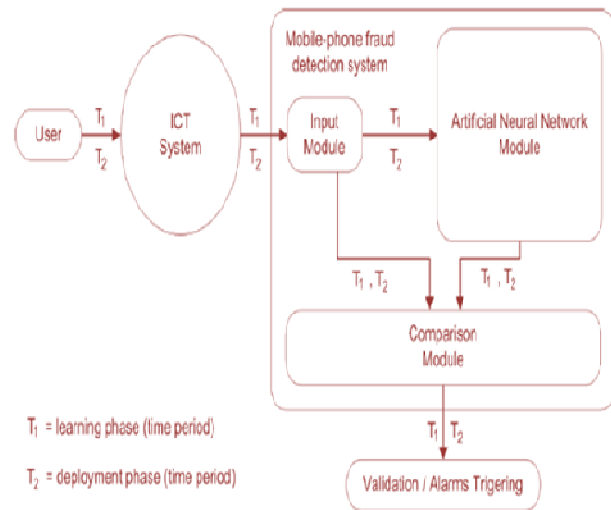 Mobile-phone fraud
detection system
User
T₁
T₂
ICT
System
T₁
T₂
Input
Module
T₁
T₂
Artificial Neural Network
Module
T₁ , T₂
T₁ , T₂
Comparison
Module
T₁ T₂
Validation / Alarms Trigering
T₁ = learning phase (time period)
T₂ = deployment phase (time period)